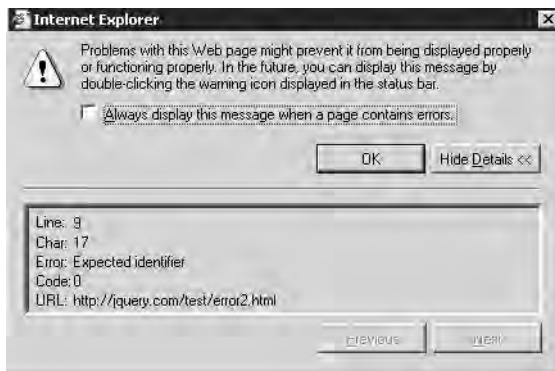 Internet Explorer
Problems with this Web page might prevent it from being displayed properly
or functioning properly. In the future, you can display this message by
double-clicking the warning icon displayed in the status bar.
Always display this message when a page contains errors.
OK
Hide Details <<
Line: 9
Char: 17
Error: Expected identifier
Code: 0
URL: http://jquery.com/test/error2.html
Previous
Next